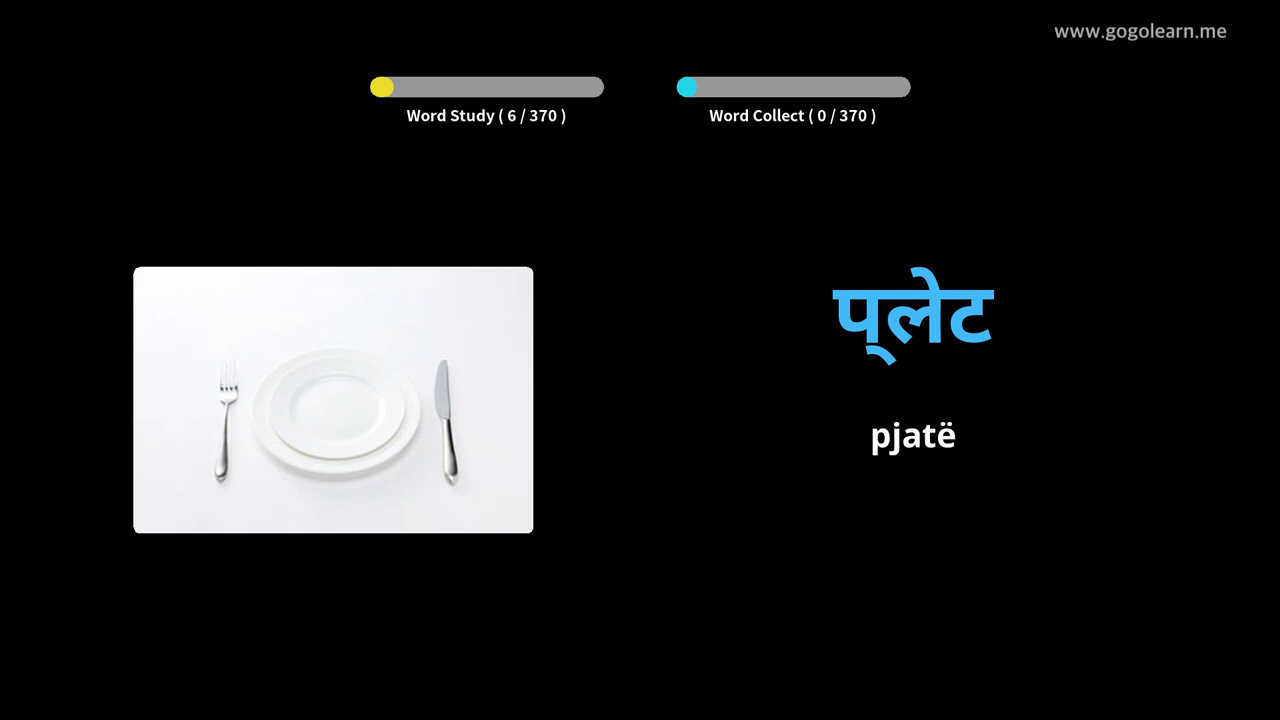 www.gogolearn.me
Word Study ( 6 / 370 )
Word Collect ( 0 / 370 )
प्‌लेट
pjatë